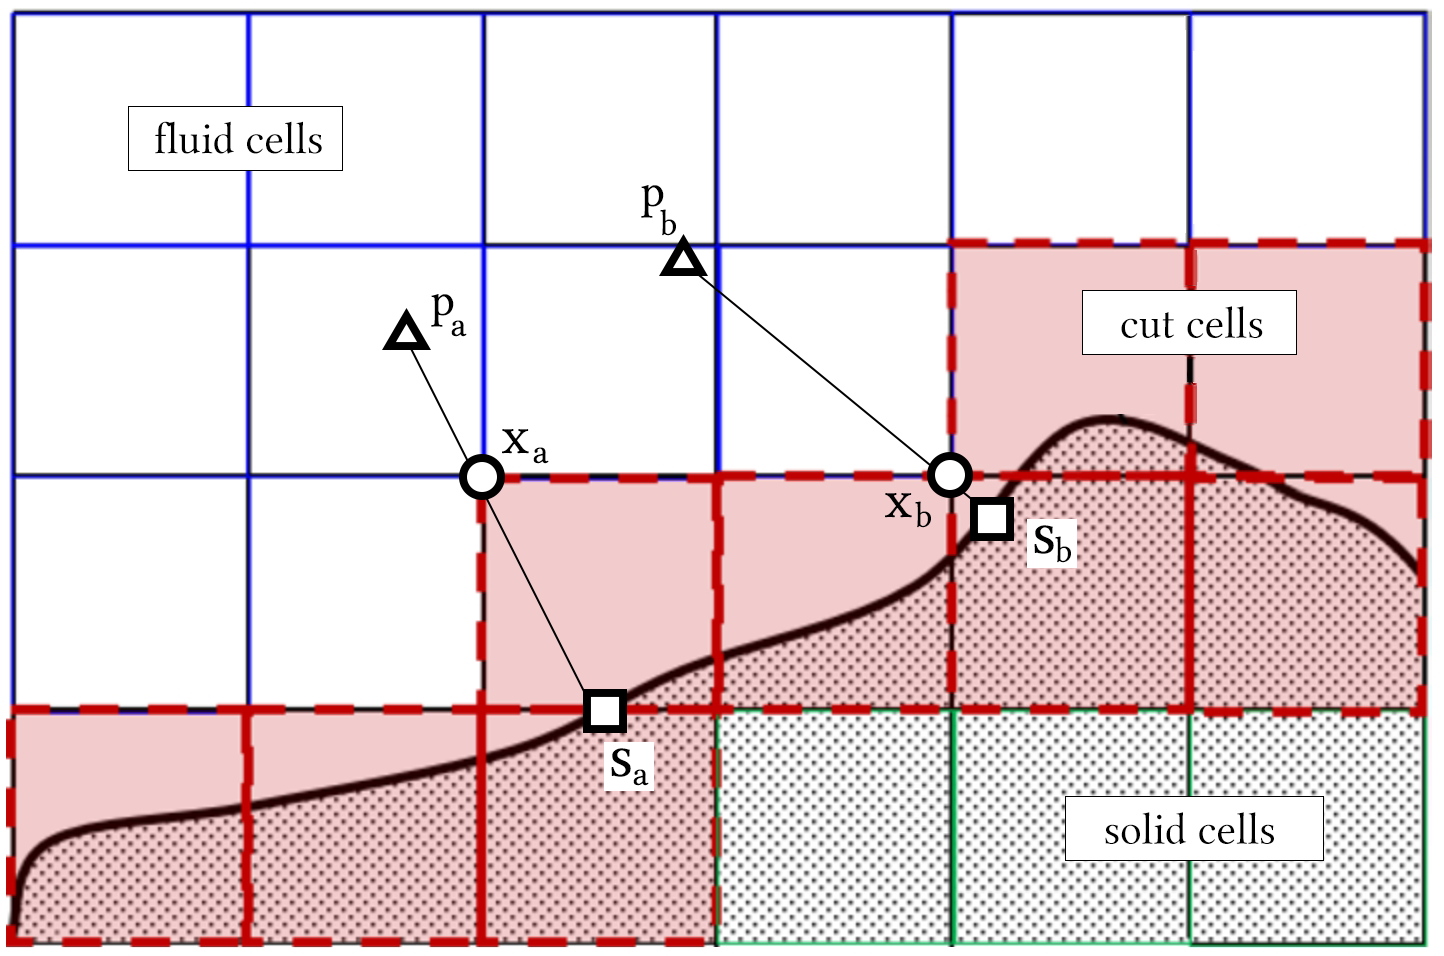 fluid cells
p_b
p_a
cut cells
x_a
x_b
s_b
s_a
solid cells